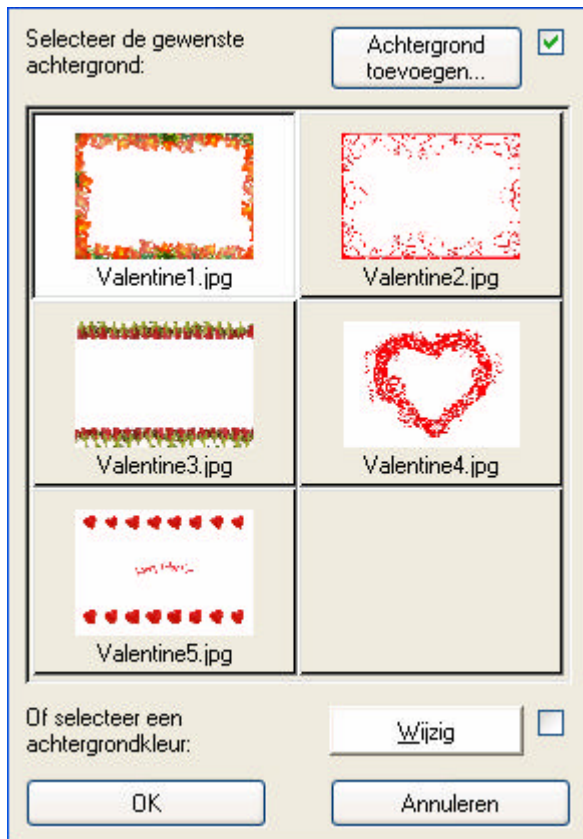 Selecteer de gewenste
achtergrond:
Achtergrond
toevoegen...
Valentine1.jpg
Valentine2.jpg
Valentine3.jpg
Valentine4.jpg
Valentine5.jpg
Of selecteer een
achtergrondkleur:
Wijzig
OK
Annuleren